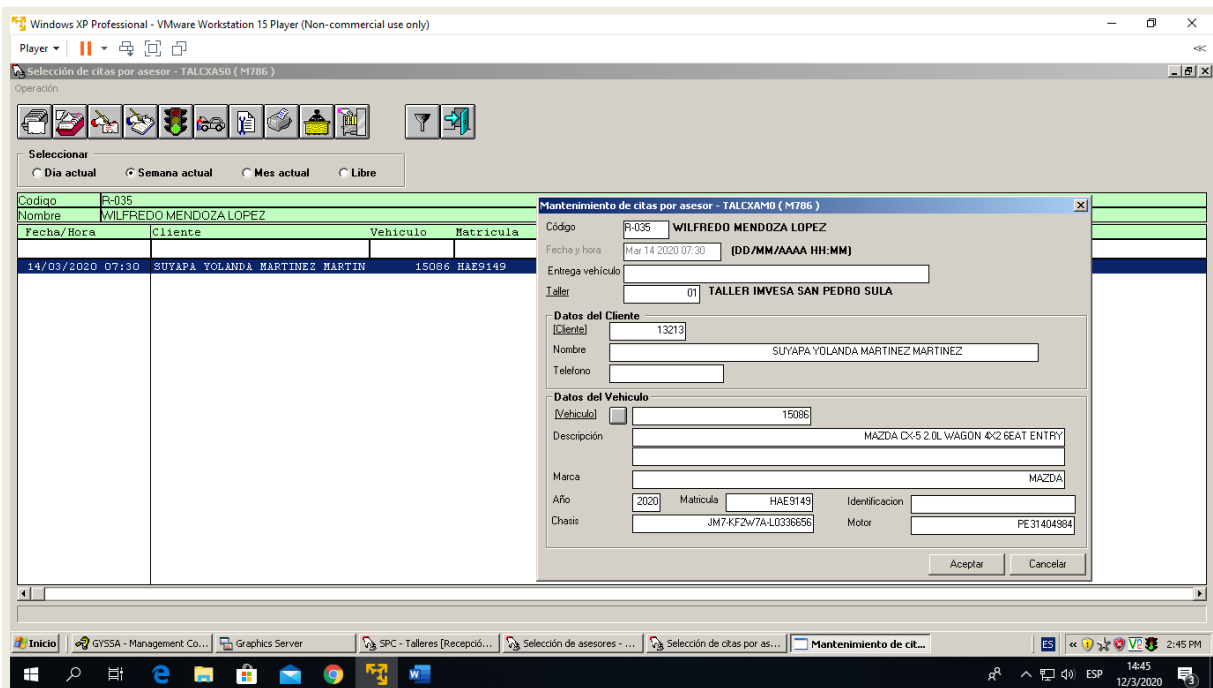 Windows XP Professional - VMware Workstation 15 Player (Non-commercial use only)
Player
Selección de citas por asesor - TALCXAS0 ( M786 )
Operación
Seleccionar
Dia actual Semana actual Mes actual Libre
Codigo R-035
Nombre WILFREDO MENDOZA LOPEZ
Fecha/Hora Cliente Vehiculo Matricula
14/03/2020 07:30 SUYAPA YOLANDA MARTINEZ MARTIN 15086 HAE9149
Mantenimiento de citas por asesor - TALCXAM0 ( M786 )
Código R-035 WILFREDO MENDOZA LOPEZ
Fecha y hora Mar 14 2020 07:30 (DD/MM/AAAA HH:MM)
Entrega vehículo
Taller 01 TALLER IMVESA SAN PEDRO SULA
Datos del Cliente
[Cliente] 13213
Nombre SUYAPA YOLANDA MARTINEZ MARTINEZ
Telefono
Datos del Vehiculo
[Vehiculo] 15086
Descripción MAZDA CX-5 2.0L WAGON 4X2 6EAT ENTRY
Marca MAZDA
Año 2020 Matricula HAE9149 Identificacion
Chasis JM7-KF2W7A-L0336656 Motor PE31404984
Aceptar Cancelar
Inicio GYSSA - Management Co... Graphics Server SPC - Talleres [Recepció... Selección de asesores - ... Selección de citas por as... Mantenimiento de cit... ES 2:45 PM
ESP 14:45
12/3/2020